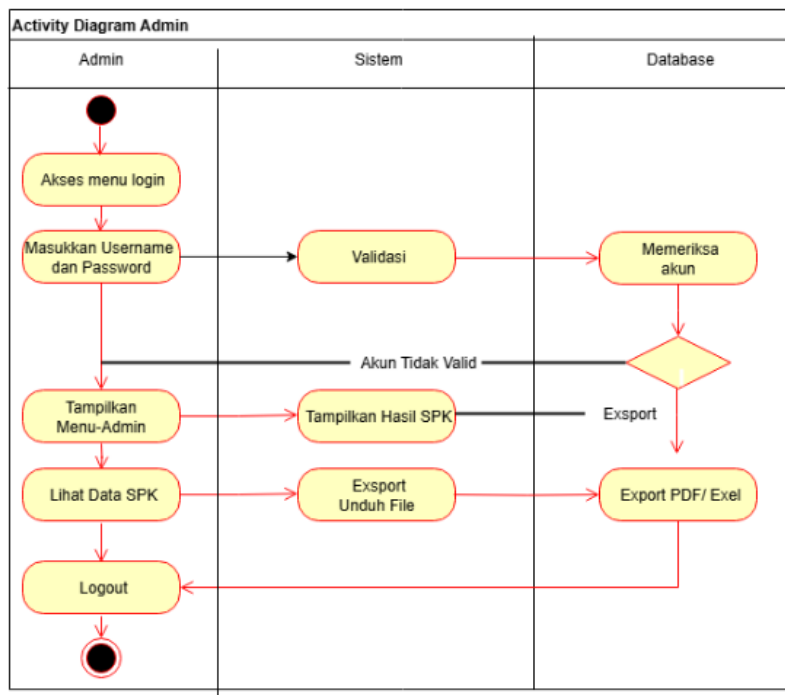 Activity Diagram Admin
Admin
Sistem
Database
Akses menu login
Masukkan Username
dan Password
Validasi
Memeriksa
akun
Akun Tidak Valid
Tampilkan
Menu-Admin
Tampilkan Hasil SPK
Exsport
Lihat Data SPK
Exsport
Unduh File
Export PDF/ Exel
Logout